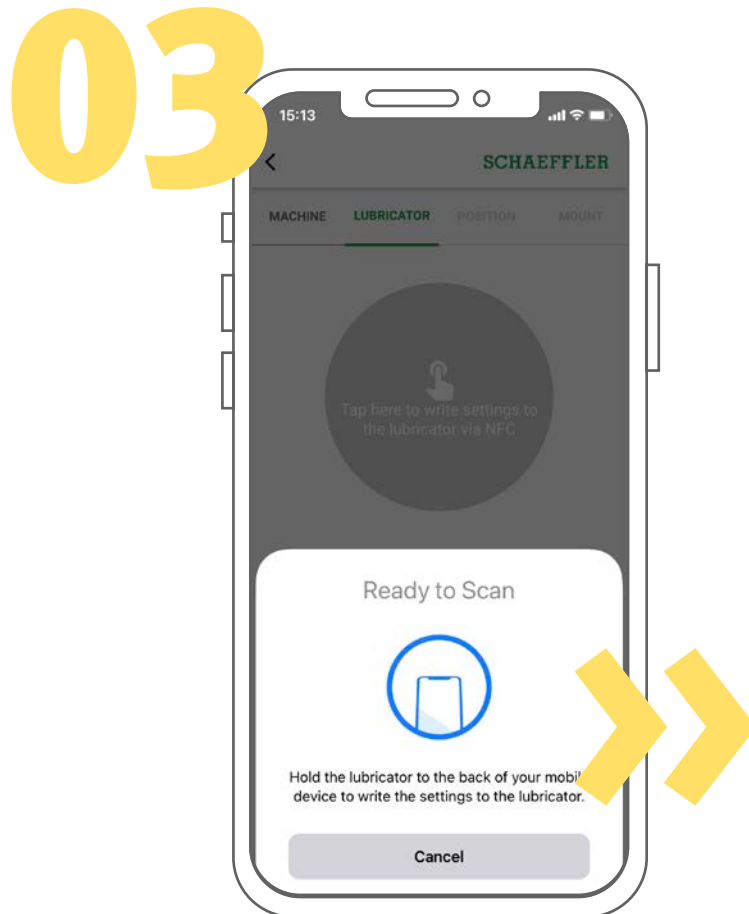 03
15:13
SCHAEFFLER
MACHINE LUBRICATOR POSITION MOUNT
Tap here to write settings to
the lubricator via NFC
Ready to Scan
Hold the lubricator to the back of your mobil
device to write the settings to the lubricator.
Cancel